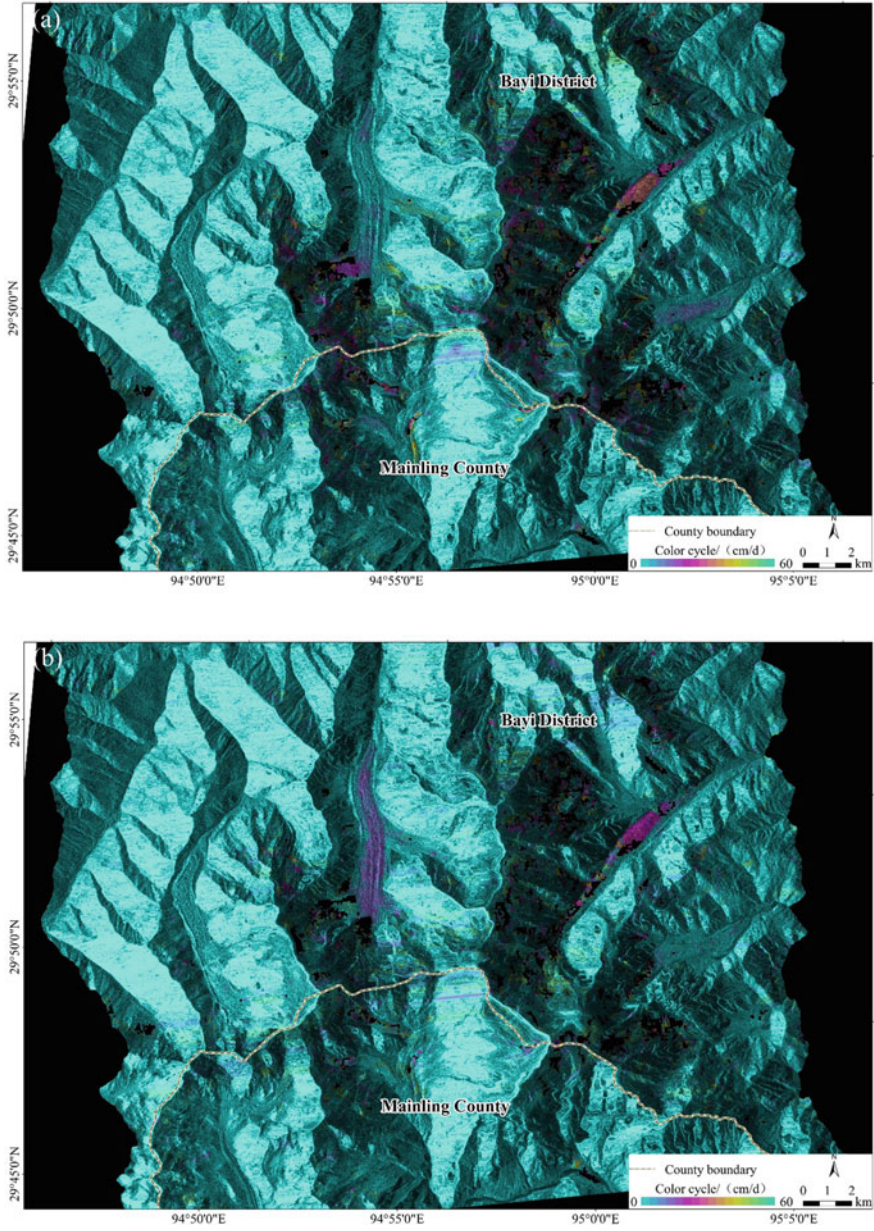 (a)
Bayi District
Mainling County
29°55'0"N
29°50'0"N
29°45'0"N
County boundary
Color cycle/（cm/d）
0
60
N
0 1 2
km
94°50'0"E
94°55'0"E
95°0'0"E
95°5'0"E
(b)
Bayi District
Mainling County
29°55'0"N
29°50'0"N
29°45'0"N
County boundary
Color cycle/（cm/d）
0
60
N
0 1 2
km
94°50'0"E
94°55'0"E
95°0'0"E
95°5'0"E